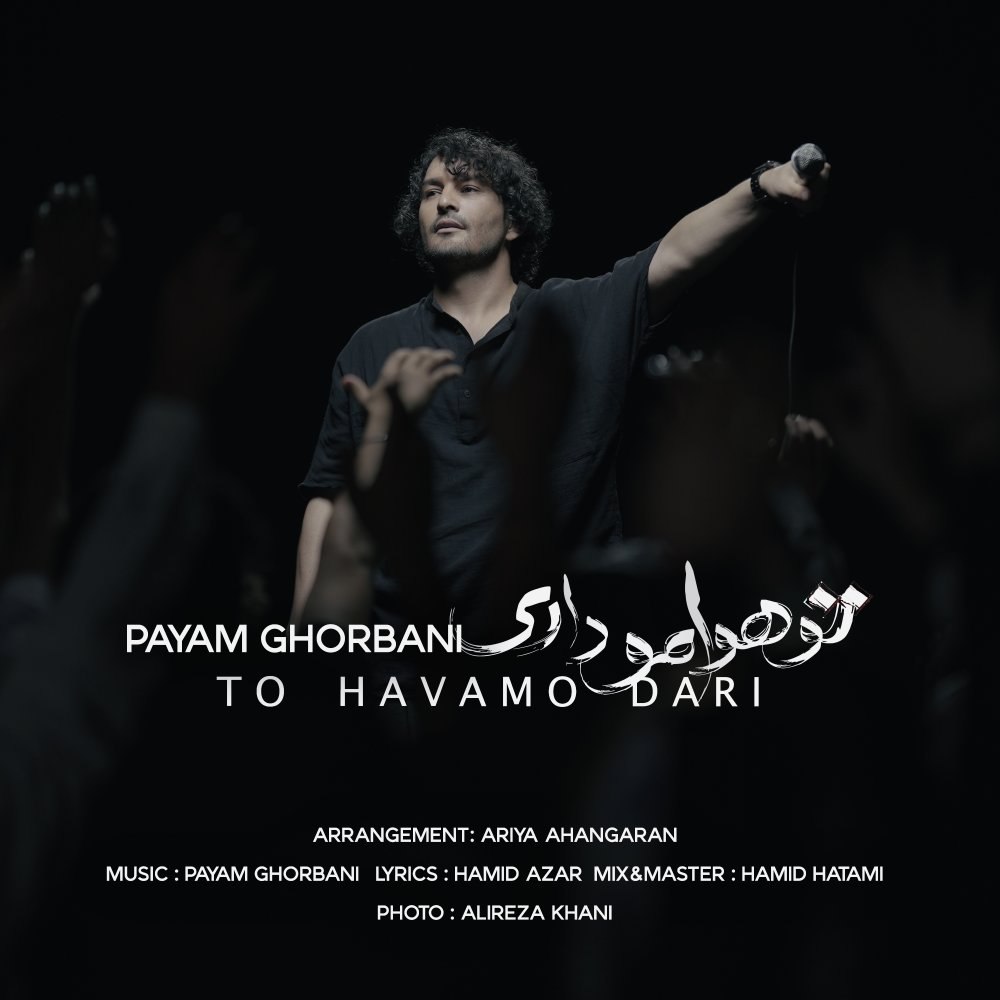 PAYAM GHORBANI تو هوامو داری
TO HAVAMO DARI
ARRANGEMENT: ARIYA AHANGARAN
MUSIC : PAYAM GHORBANI LYRICS : HAMID AZAR MIX&MASTER : HAMID HATAMI
PHOTO : ALIREZA KHANI